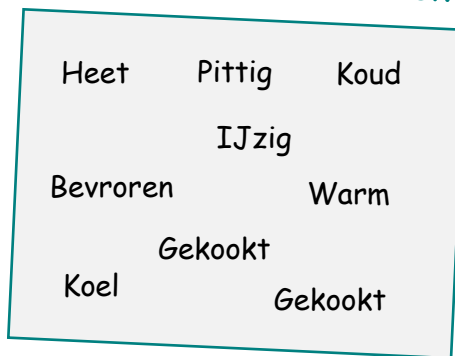 Heet Pittig Koud
IJzig
Bevroren Warm
Gekookt
Koel Gekookt